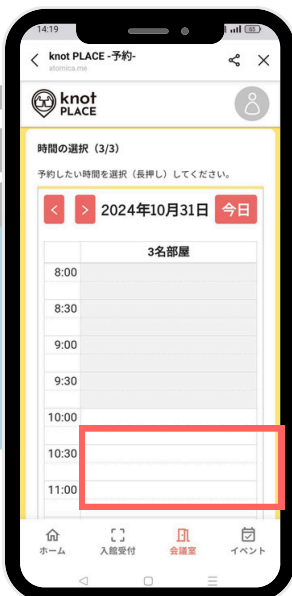 14:19
63
knot PLACE -予約-
atomica.me
knot
PLACE
時間の選択（3/3）
予約したい時間を選択（長押し）してください。
< > 2024年10月31日 今日
3名部屋
8:00
8:30
9:00
9:30
10:00
10:30
11:00
ホーム 入館受付 会議室 イベント